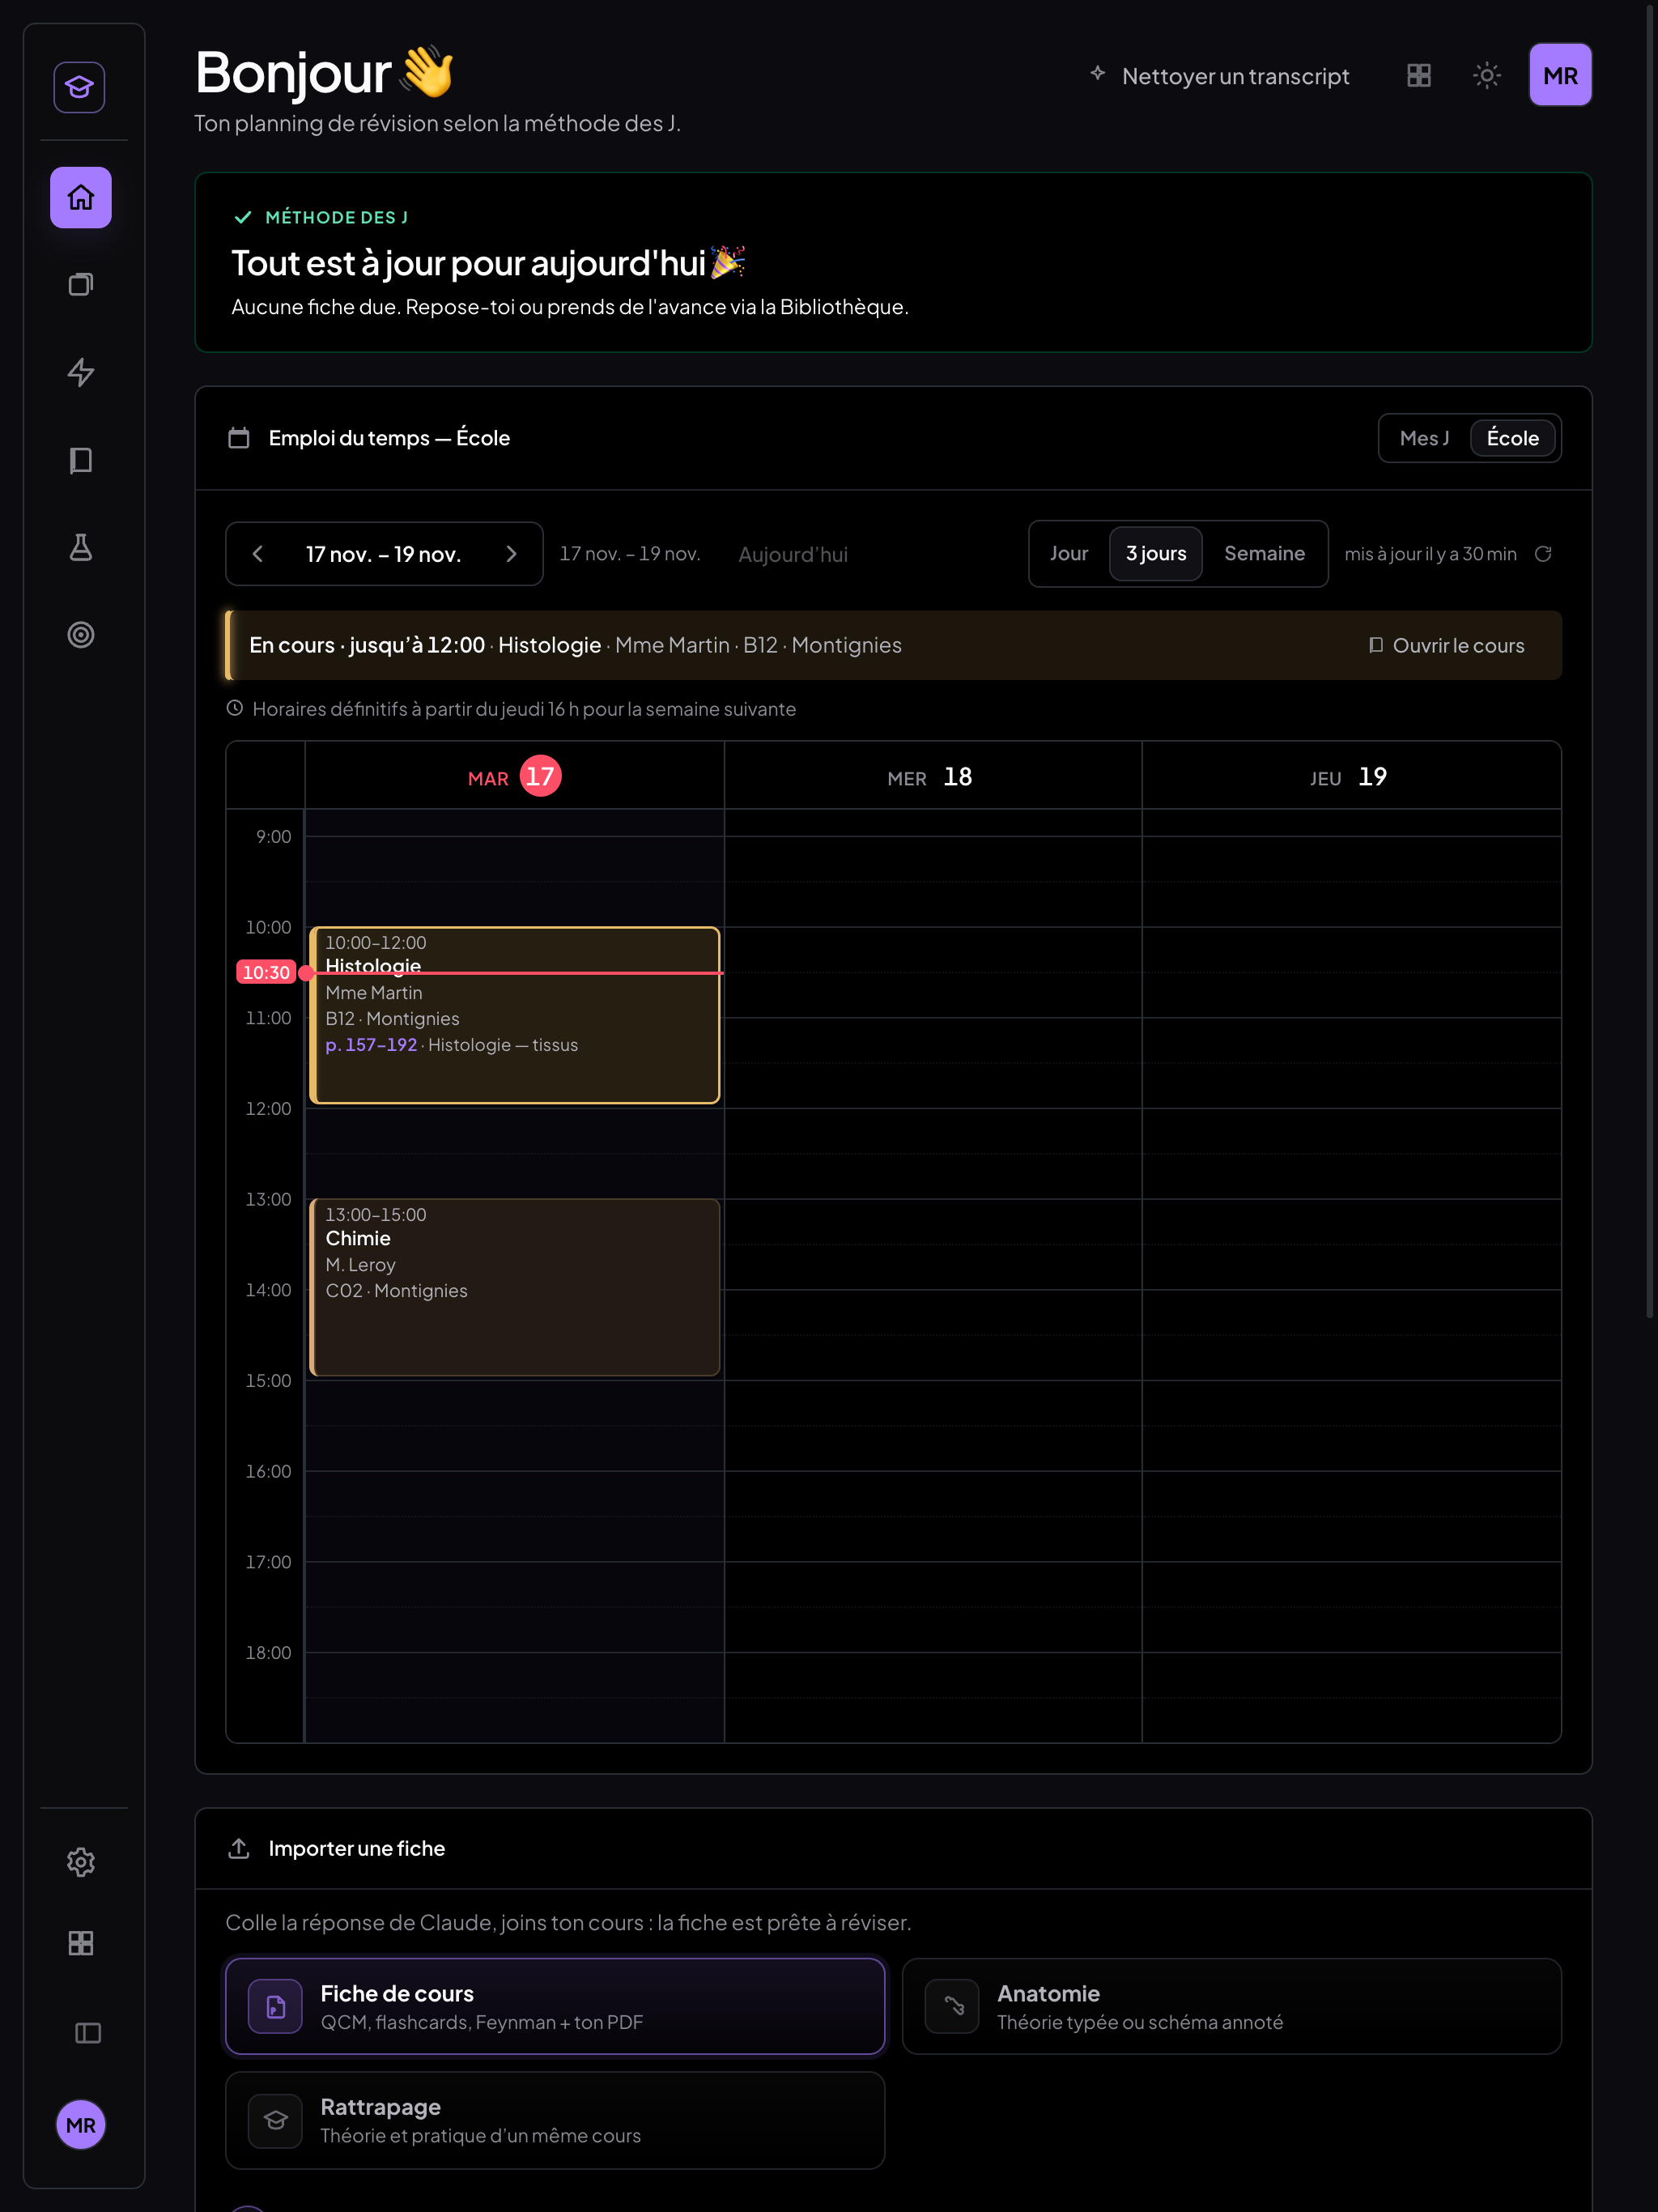 Bonjour 👋
Nettoyer un transcript
MR
Ton planning de révision selon la méthode des J.
MÉTHODE DES J
Tout est à jour pour aujourd'hui 🎉
Aucune fiche due. Repose-toi ou prends de l'avance via la Bibliothèque.
Emploi du temps — École
Mes J École
17 nov. – 19 nov. 17 nov. – 19 nov. Aujourd’hui Jour 3 jours Semaine mis à jour il y a 30 min
En cours · jusqu’à 12:00 · Histologie · Mme Martin · B12 · Montignies Ouvrir le cours
Horaires définitifs à partir du jeudi 16 h pour la semaine suivante
MAR 17 MER 18 JEU 19
9:00
10:00
10:00–12:00
Histologie
10:30
Mme Martin
11:00
B12 · Montignies
p. 157–192 · Histologie — tissus
12:00
13:00
13:00–15:00
Chimie
M. Leroy
14:00
C02 · Montignies
15:00
16:00
17:00
18:00
Importer une fiche
Colle la réponse de Claude, joins ton cours : la fiche est prête à réviser.
Fiche de cours
QCM, flashcards, Feynman + ton PDF
Anatomie
Théorie typée ou schéma annoté
Rattrapage
Théorie et pratique d’un même cours
MR